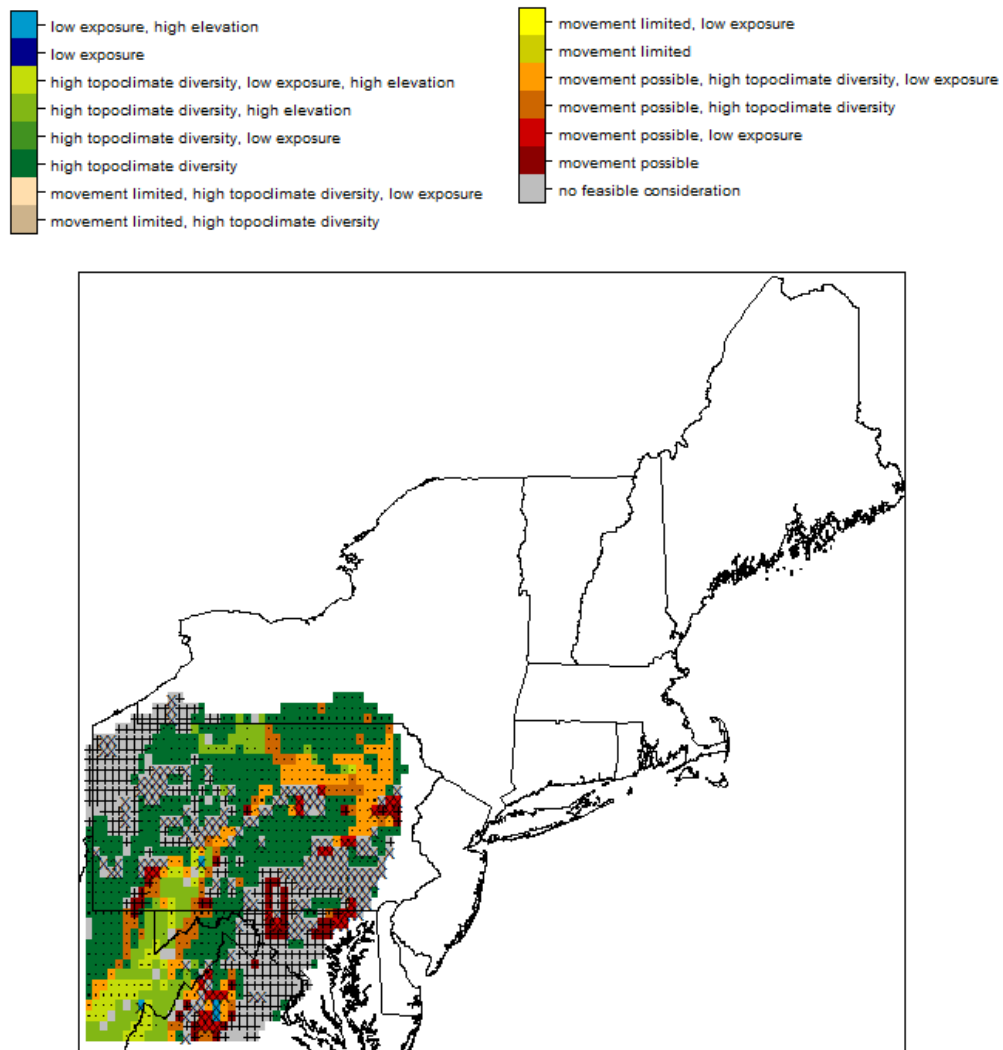 low exposure, high elevation
low exposure
high topoclimate diversity, low exposure, high elevation
high topoclimate diversity, high elevation
high topoclimate diversity, low exposure
high topoclimate diversity
movement limited, high topoclimate diversity, low exposure
movement limited, high topoclimate diversity
movement limited, low exposure
movement limited
movement possible, high topoclimate diversity, low exposure
movement possible, high topoclimate diversity
movement possible, low exposure
movement possible
no feasible consideration